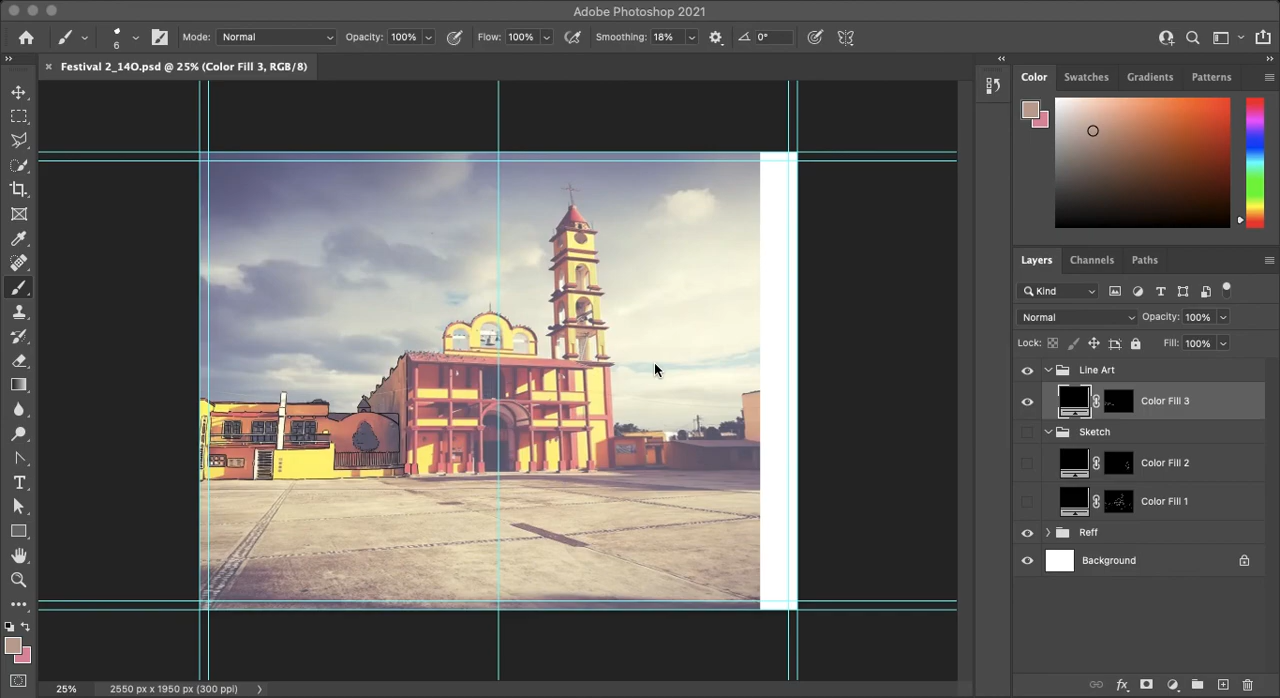 Adobe Photoshop 2021
6
Mode: Normal
Opacity: 100%
Flow: 100%
Smoothing: 18%
0°
Festival 2_14O.psd @ 25% (Color Fill 3, RGB/8)
Color
Swatches
Gradients
Patterns
Layers
Channels
Paths
Kind
Normal
Opacity: 100%
Lock:
Fill: 100%
Line Art
Color Fill 3
Sketch
Color Fill 2
Color Fill 1
Reff
Background
fx
25%
2550 px x 1950 px (300 ppi)